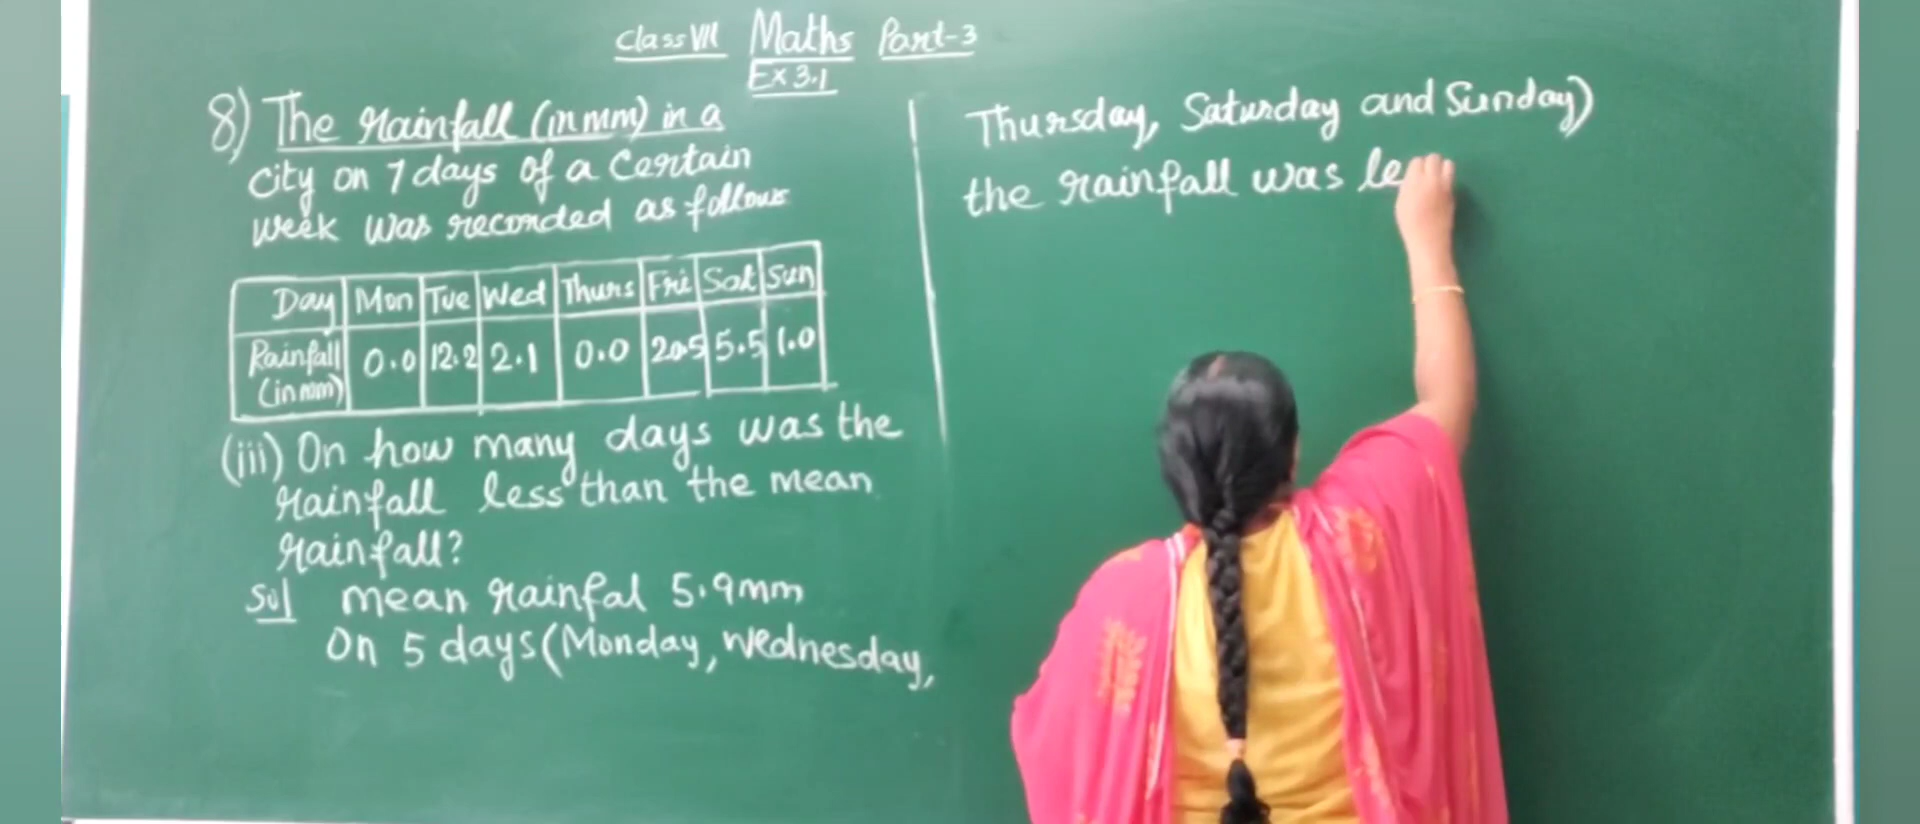 Class VII Maths Part-3
Ex 3.1
8) The rainfall (in mm) in a
city on 7 days of a Certain
week was recorded as follows
Day Mon Tue Wed Thurs Fri Sat Sun
Rainfall (in mm) 0.0 12.2 2.1 0.0 20.5 5.5 1.0
(iii) On how many days was the
rainfall less than the mean
rainfall?
Sol mean rainfal 5.9mm
On 5 days (Monday, wednesday,
Thursday, Saturday and Sunday)
the rainfall was le